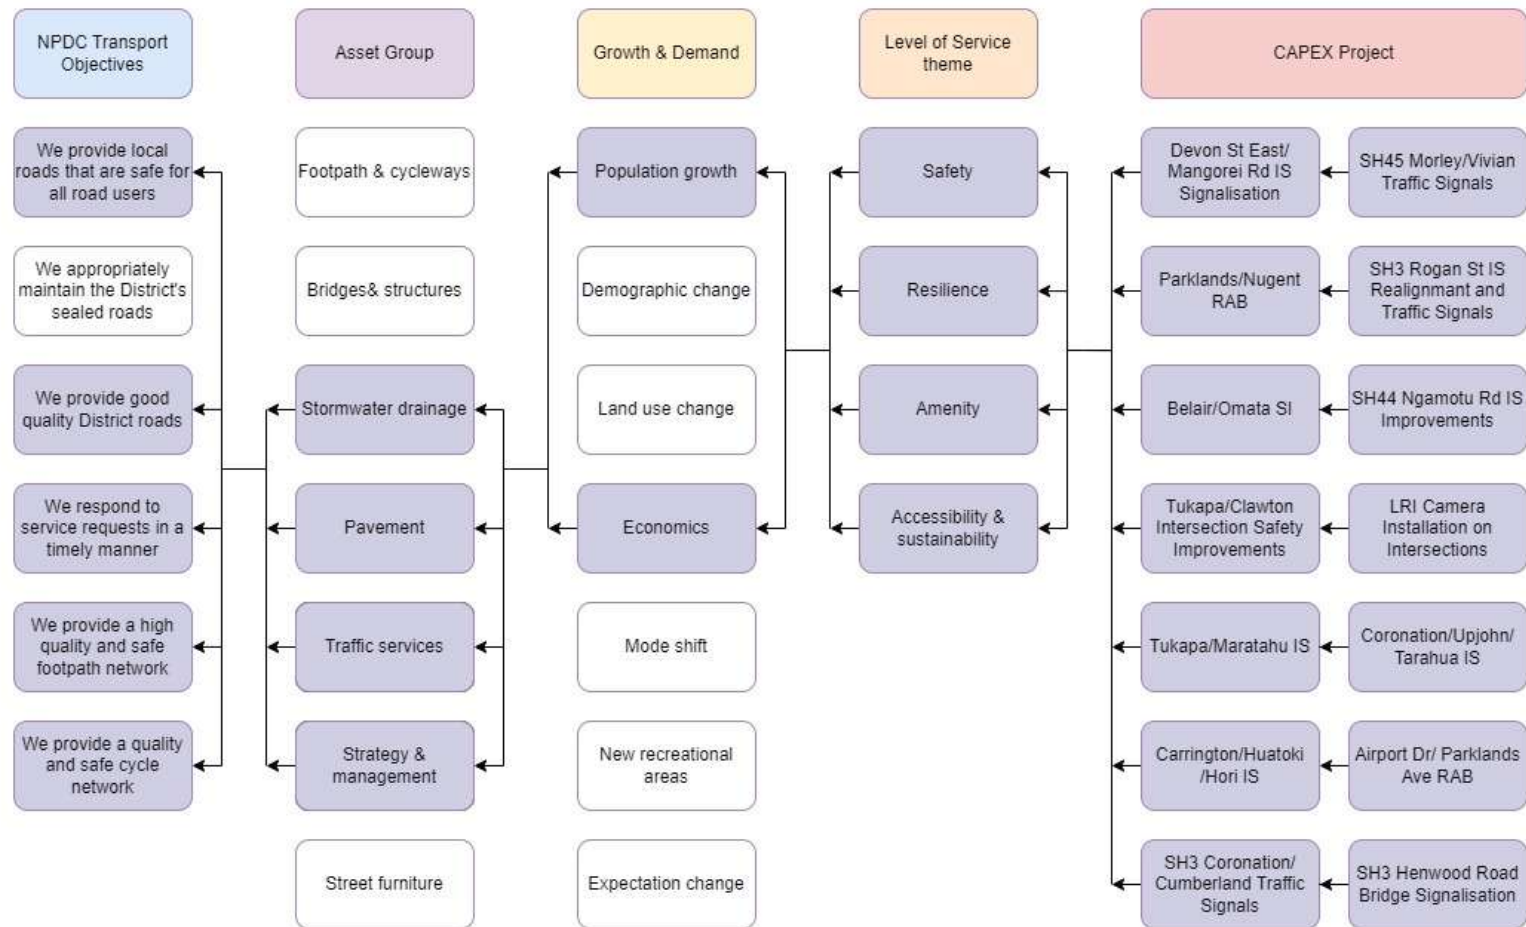 NPDC Transport
Objectives
Asset Group
Growth & Demand
Level of Service
theme
CAPEX Project
We provide local
roads that are safe for
all road users
Footpath & cycleways
Population growth
Safety
Devon St East/
Mangorei Rd IS
Signalisation
SH45 Morley/Vivian
Traffic Signals
We appropriately
maintain the District's
sealed roads
Bridges& structures
Demographic change
Resilience
Parklands/Nugent
RAB
SH3 Rogan St IS
Realignmant and
Traffic Signals
We provide good
quality District roads
Stormwater drainage
Land use change
Amenity
Belair/Omata SI
SH44 Ngamotu Rd IS
Improvements
We respond to
service requests in a
timely manner
Pavement
Economics
Accessibility &
sustainability
Tukapa/Clawton
Intersection Safety
Improvements
LRI Camera
Installation on
Intersections
We provide a high
quality and safe
footpath network
Traffic services
Mode shift
Tukapa/Maratahu IS
Coronation/Upjohn/
Tarahua IS
We provide a quality
and safe cycle
network
Strategy &
management
New recreational
areas
Carrington/Huatoki
/Hori IS
Airport Dr/ Parklands
Ave RAB
Street furniture
Expectation change
SH3 Coronation/
Cumberland Traffic
Signals
SH3 Henwood Road
Bridge Signalisation